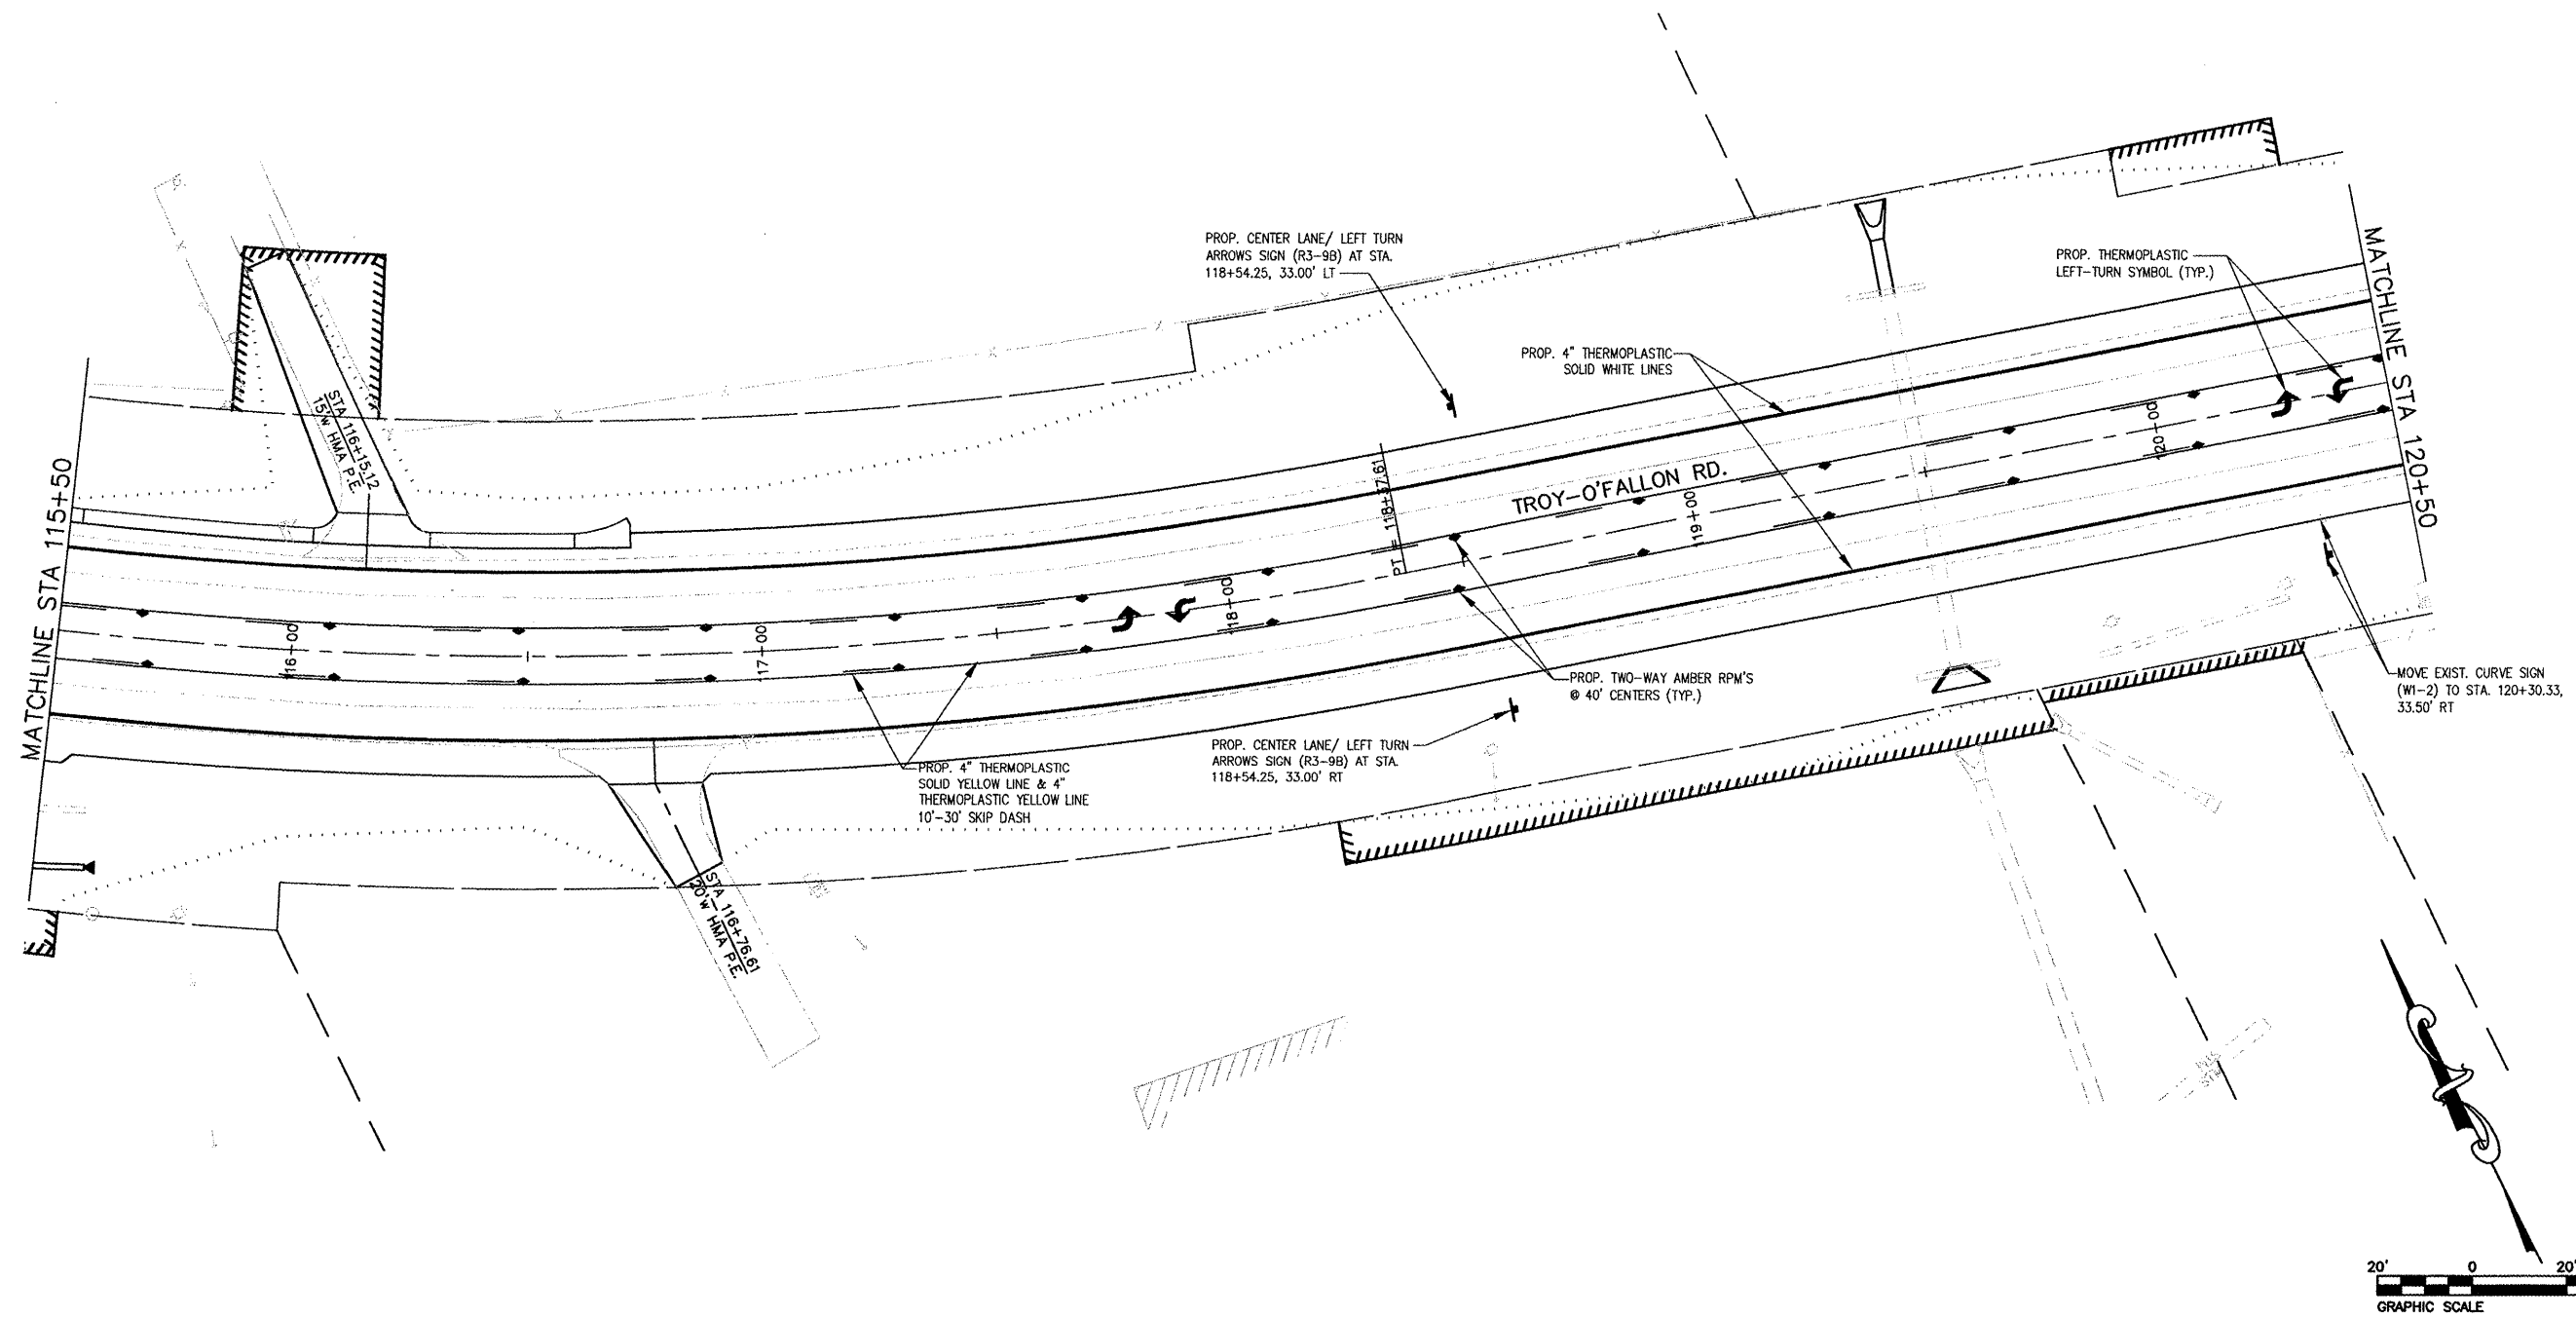 PROP. CENTER LANE/ LEFT TURN
ARROWS SIGN (R3-9B) AT STA.
118+54.25, 33.00' LT
PROP. THERMOPLASTIC
LEFT-TURN SYMBOL (TYP.)
PROP. 4" THERMOPLASTIC
SOLID WHITE LINES
MATCHLINE STA 120+50
STA 116+15.12
15'w HMA P.E.
MATCHLINE STA 115+50
TROY-O'FALLON RD.
PT = 118+37.61
116+00
117+00
118+00
119+00
120+00
PROP. TWO-WAY AMBER RPM'S
@ 40' CENTERS (TYP.)
MOVE EXIST. CURVE SIGN
(W1-2) TO STA. 120+30.33,
33.50' RT
PROP. CENTER LANE/ LEFT TURN
ARROWS SIGN (R3-9B) AT STA.
118+54.25, 33.00' RT
PROP. 4" THERMOPLASTIC
SOLID YELLOW LINE & 4"
THERMOPLASTIC YELLOW LINE
10'-30' SKIP DASH
STA 116+76.61
20'w HMA P.E.
20' 0 20'
GRAPHIC SCALE